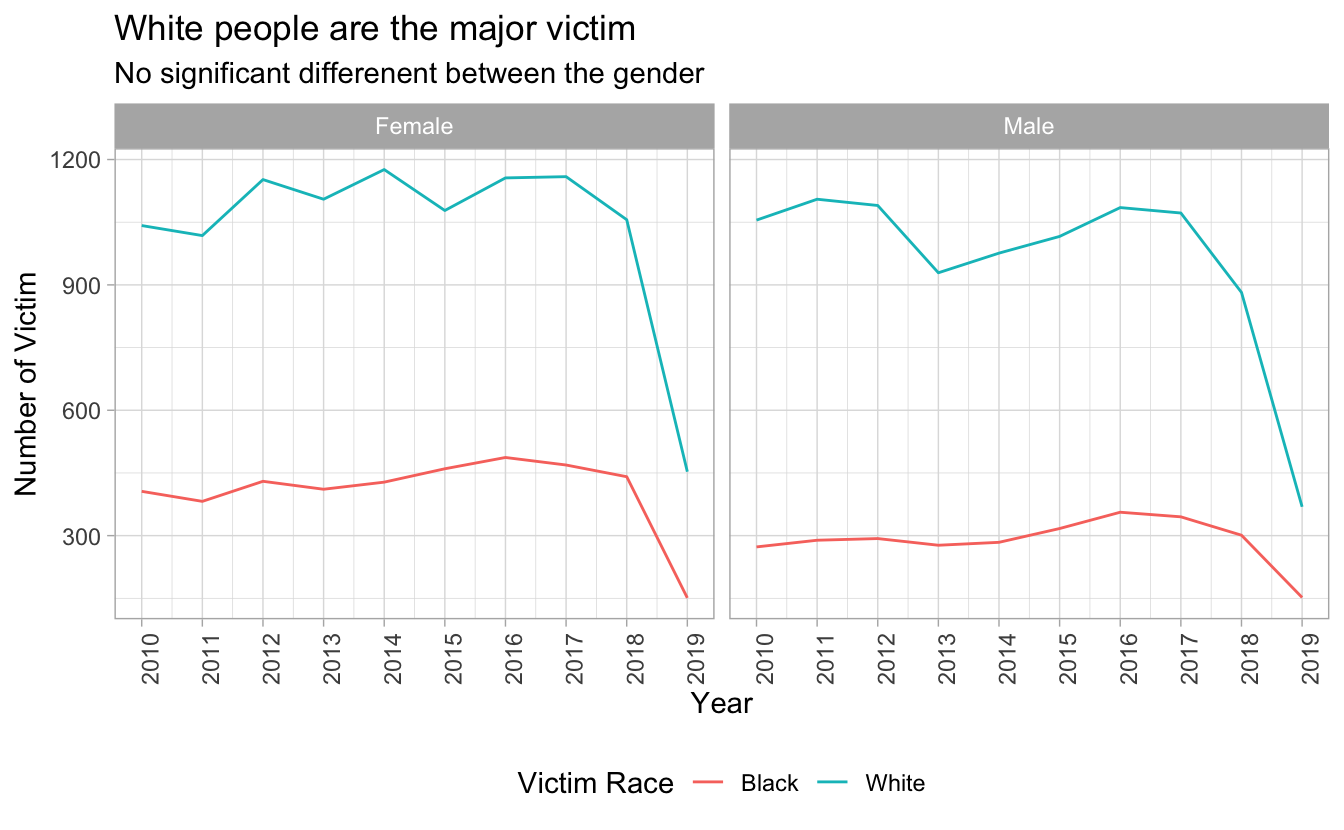 White people are the major victim
No significant differenent between the gender
Female Male
1200
900
600
300
Number of Victim
2010 2011 2012 2013 2014 2015 2016 2017 2018 2019 2010 2011 2012 2013 2014 2015 2016 2017 2018 2019
Year
Victim Race Black White